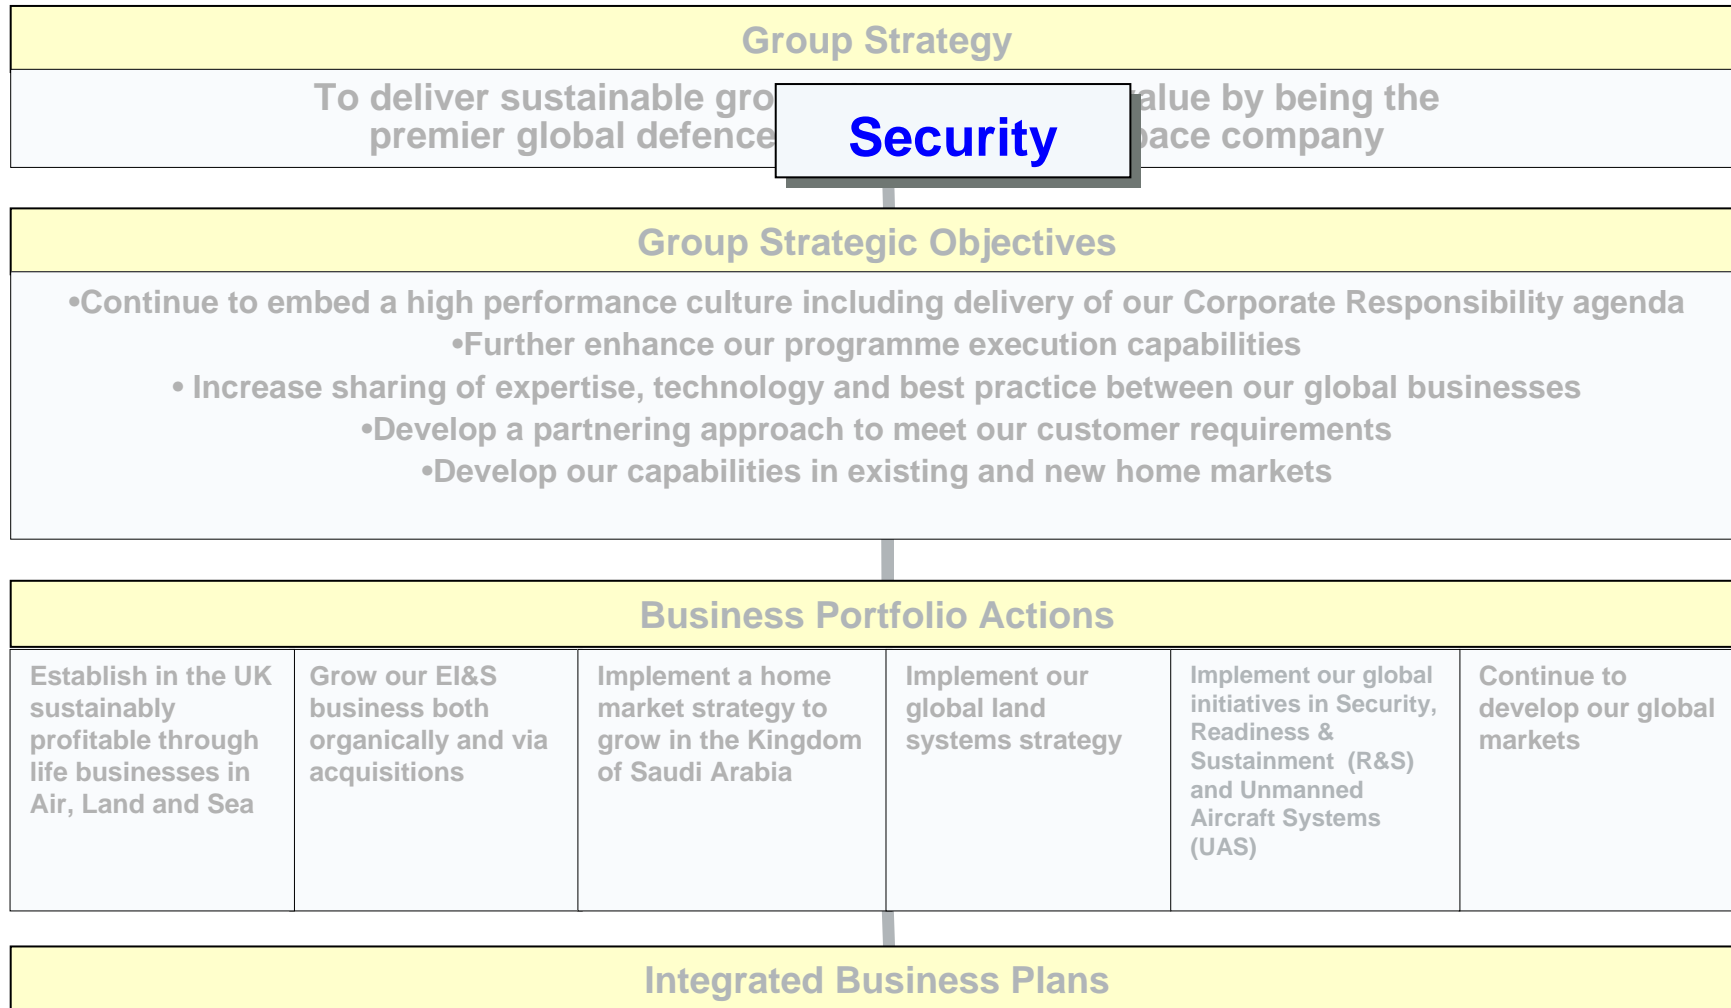 Group Strategy
To deliver sustainable gro alue by being the
premier global defence ace company
Security
Group Strategic Objectives
•Continue to embed a high performance culture including delivery of our Corporate Responsibility agenda
•Further enhance our programme execution capabilities
• Increase sharing of expertise, technology and best practice between our global businesses
•Develop a partnering approach to meet our customer requirements
•Develop our capabilities in existing and new home markets
Business Portfolio Actions
Establish in the UK
sustainably
profitable through
life businesses in
Air, Land and Sea
Grow our EI&S
business both
organically and via
acquisitions
Implement a home
market strategy to
grow in the Kingdom
of Saudi Arabia
Implement our
global land
systems strategy
Implement our global
initiatives in Security,
Readiness &
Sustainment (R&S)
and Unmanned
Aircraft Systems
(UAS)
Continue to
develop our global
markets
Integrated Business Plans